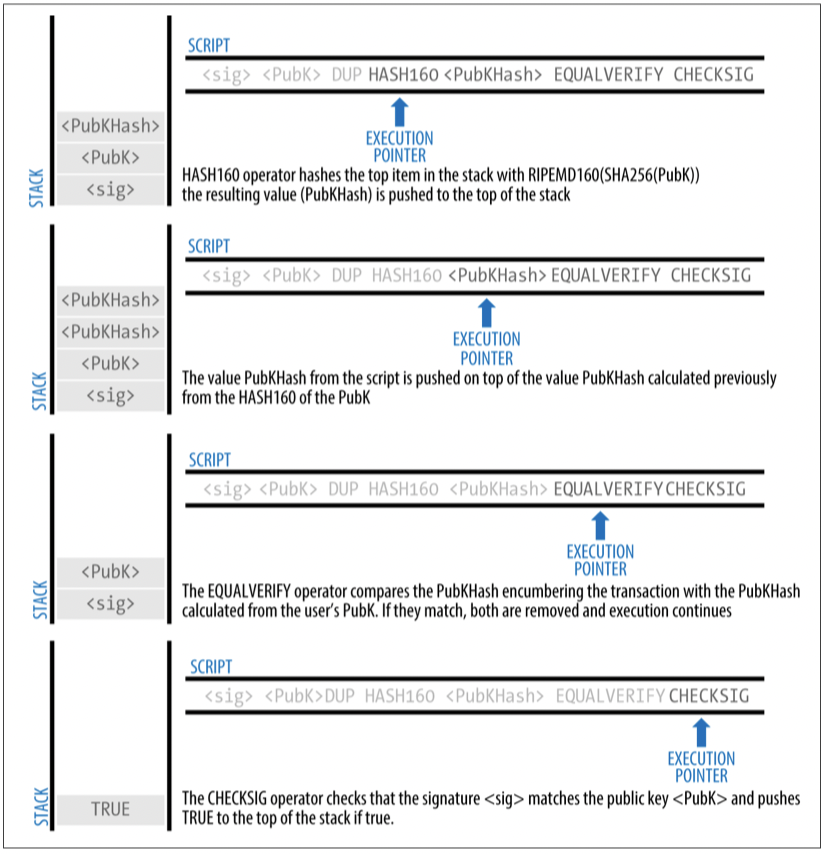 SCRIPT
<sig> <PubK> DUP HASH160 <PubKHash> EQUALVERIFY CHECKSIG
EXECUTION
POINTER
<PubKHash>
<PubK>
<sig>
STACK
HASH160 operator hashes the top item in the stack with RIPEMD160(SHA256(PubK))
the resulting value (PubKHash) is pushed to the top of the stack
SCRIPT
<sig> <PubK> DUP HASH160 <PubKHash> EQUALVERIFY CHECKSIG
EXECUTION
POINTER
<PubKHash>
<PubKHash>
<PubK>
<sig>
STACK
The value PubKHash from the script is pushed on top of the value PubKHash calculated previously
from the HASH160 of the PubK
SCRIPT
<sig> <PubK> DUP HASH160 <PubKHash> EQUALVERIFY CHECKSIG
EXECUTION
POINTER
<PubK>
<sig>
STACK
The EQUALVERIFY operator compares the PubKHash encumbering the transaction with the PubKHash
calculated from the user's PubK. If they match, both are removed and execution continues
SCRIPT
<sig> <PubK>DUP HASH160 <PubKHash> EQUALVERIFY CHECKSIG
EXECUTION
POINTER
TRUE
STACK
The CHECKSIG operator checks that the signature <sig> matches the public key <PubK> and pushes
TRUE to the top of the stack if true.